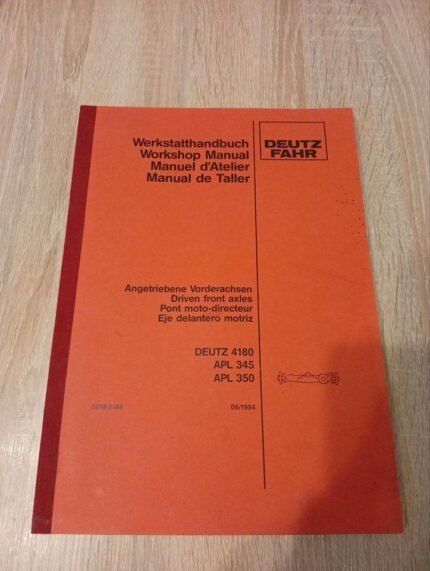 Werkstatthandbuch
Workshop Manual
Manuel d'Atelier
Manual de Taller
DEUTZ
FAHR
Angetriebene Vorderachsen
Driven front axles
Pont moto-directeur
Eje delantero motriz
DEUTZ 4180
APL 345
APL 350
08/1984